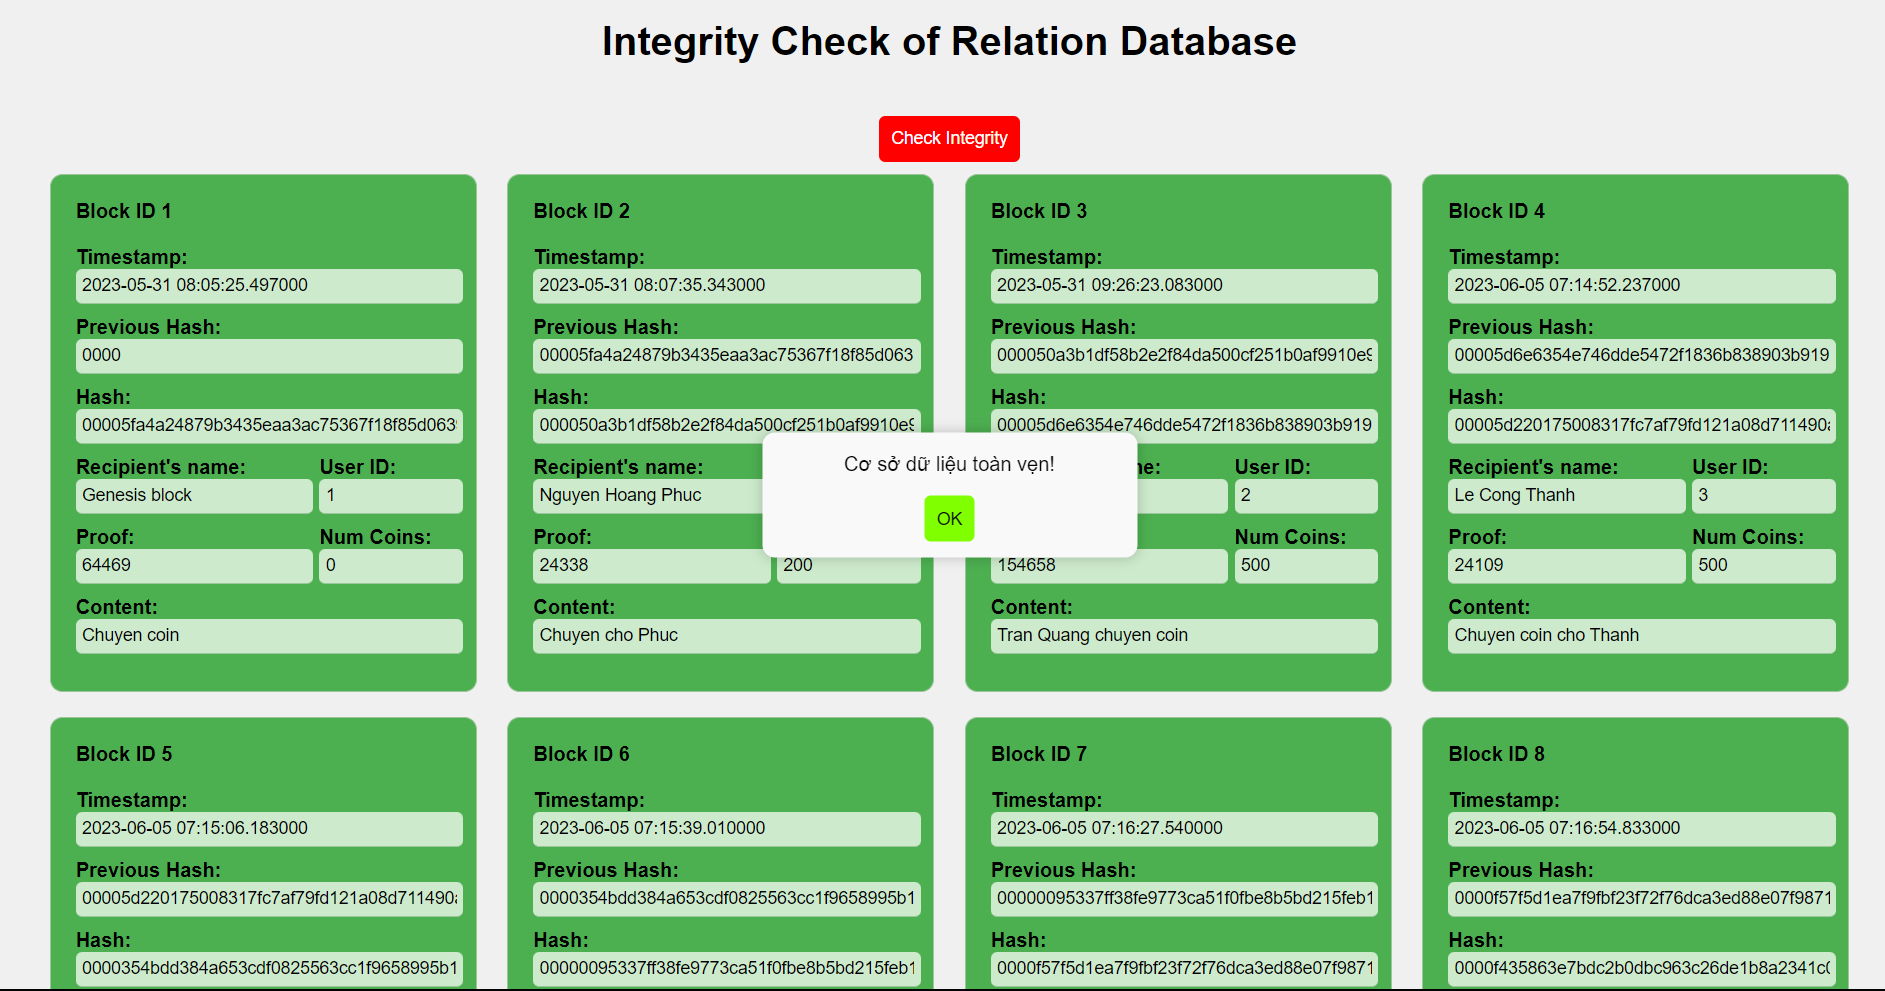 Integrity Check of Relation Database
Check Integrity
Block ID 1
Timestamp:
2023-05-31 08:05:25.497000
Previous Hash:
0000
Hash:
00005fa4a24879b3435eaa3ac75367f18f85d063
Recipient's name: User ID:
Genesis block 1
Proof: Num Coins:
64469 0
Content:
Chuyen coin
Block ID 2
Timestamp:
2023-05-31 08:07:35.343000
Previous Hash:
00005fa4a24879b3435eaa3ac75367f18f85d063
Hash:
000050a3b1df58b2e2f84da500cf251b0af9910e9
Recipient's name:
Nguyen Hoang Phuc
Proof:
24338 200
Content:
Chuyen cho Phuc
Block ID 3
Timestamp:
2023-05-31 09:26:23.083000
Previous Hash:
000050a3b1df58b2e2f84da500cf251b0af9910e9
Hash:
00005d6e6354e746dde5472f1836b838903b919
ne: User ID:
2
Num Coins:
154658 500
Content:
Tran Quang chuyen coin
Block ID 4
Timestamp:
2023-06-05 07:14:52.237000
Previous Hash:
00005d6e6354e746dde5472f1836b838903b919
Hash:
00005d220175008317fc7af79fd121a08d711490a
Recipient's name: User ID:
Le Cong Thanh 3
Proof: Num Coins:
24109 500
Content:
Chuyen coin cho Thanh
Cơ sở dữ liệu toàn vẹn!
OK
Block ID 5
Timestamp:
2023-06-05 07:15:06.183000
Previous Hash:
00005d220175008317fc7af79fd121a08d711490a
Hash:
0000354bdd384a653cdf0825563cc1f9658995b1
Block ID 6
Timestamp:
2023-06-05 07:15:39.010000
Previous Hash:
0000354bdd384a653cdf0825563cc1f9658995b1
Hash:
00000095337ff38fe9773ca51f0fbe8b5bd215feb1
Block ID 7
Timestamp:
2023-06-05 07:16:27.540000
Previous Hash:
00000095337ff38fe9773ca51f0fbe8b5bd215feb1
Hash:
0000f57f5d1ea7f9fbf23f72f76dca3ed88e07f9871
Block ID 8
Timestamp:
2023-06-05 07:16:54.833000
Previous Hash:
0000f57f5d1ea7f9fbf23f72f76dca3ed88e07f9871
Hash:
0000f435863e7bdc2b0dbc963c26de1b8a2341c0